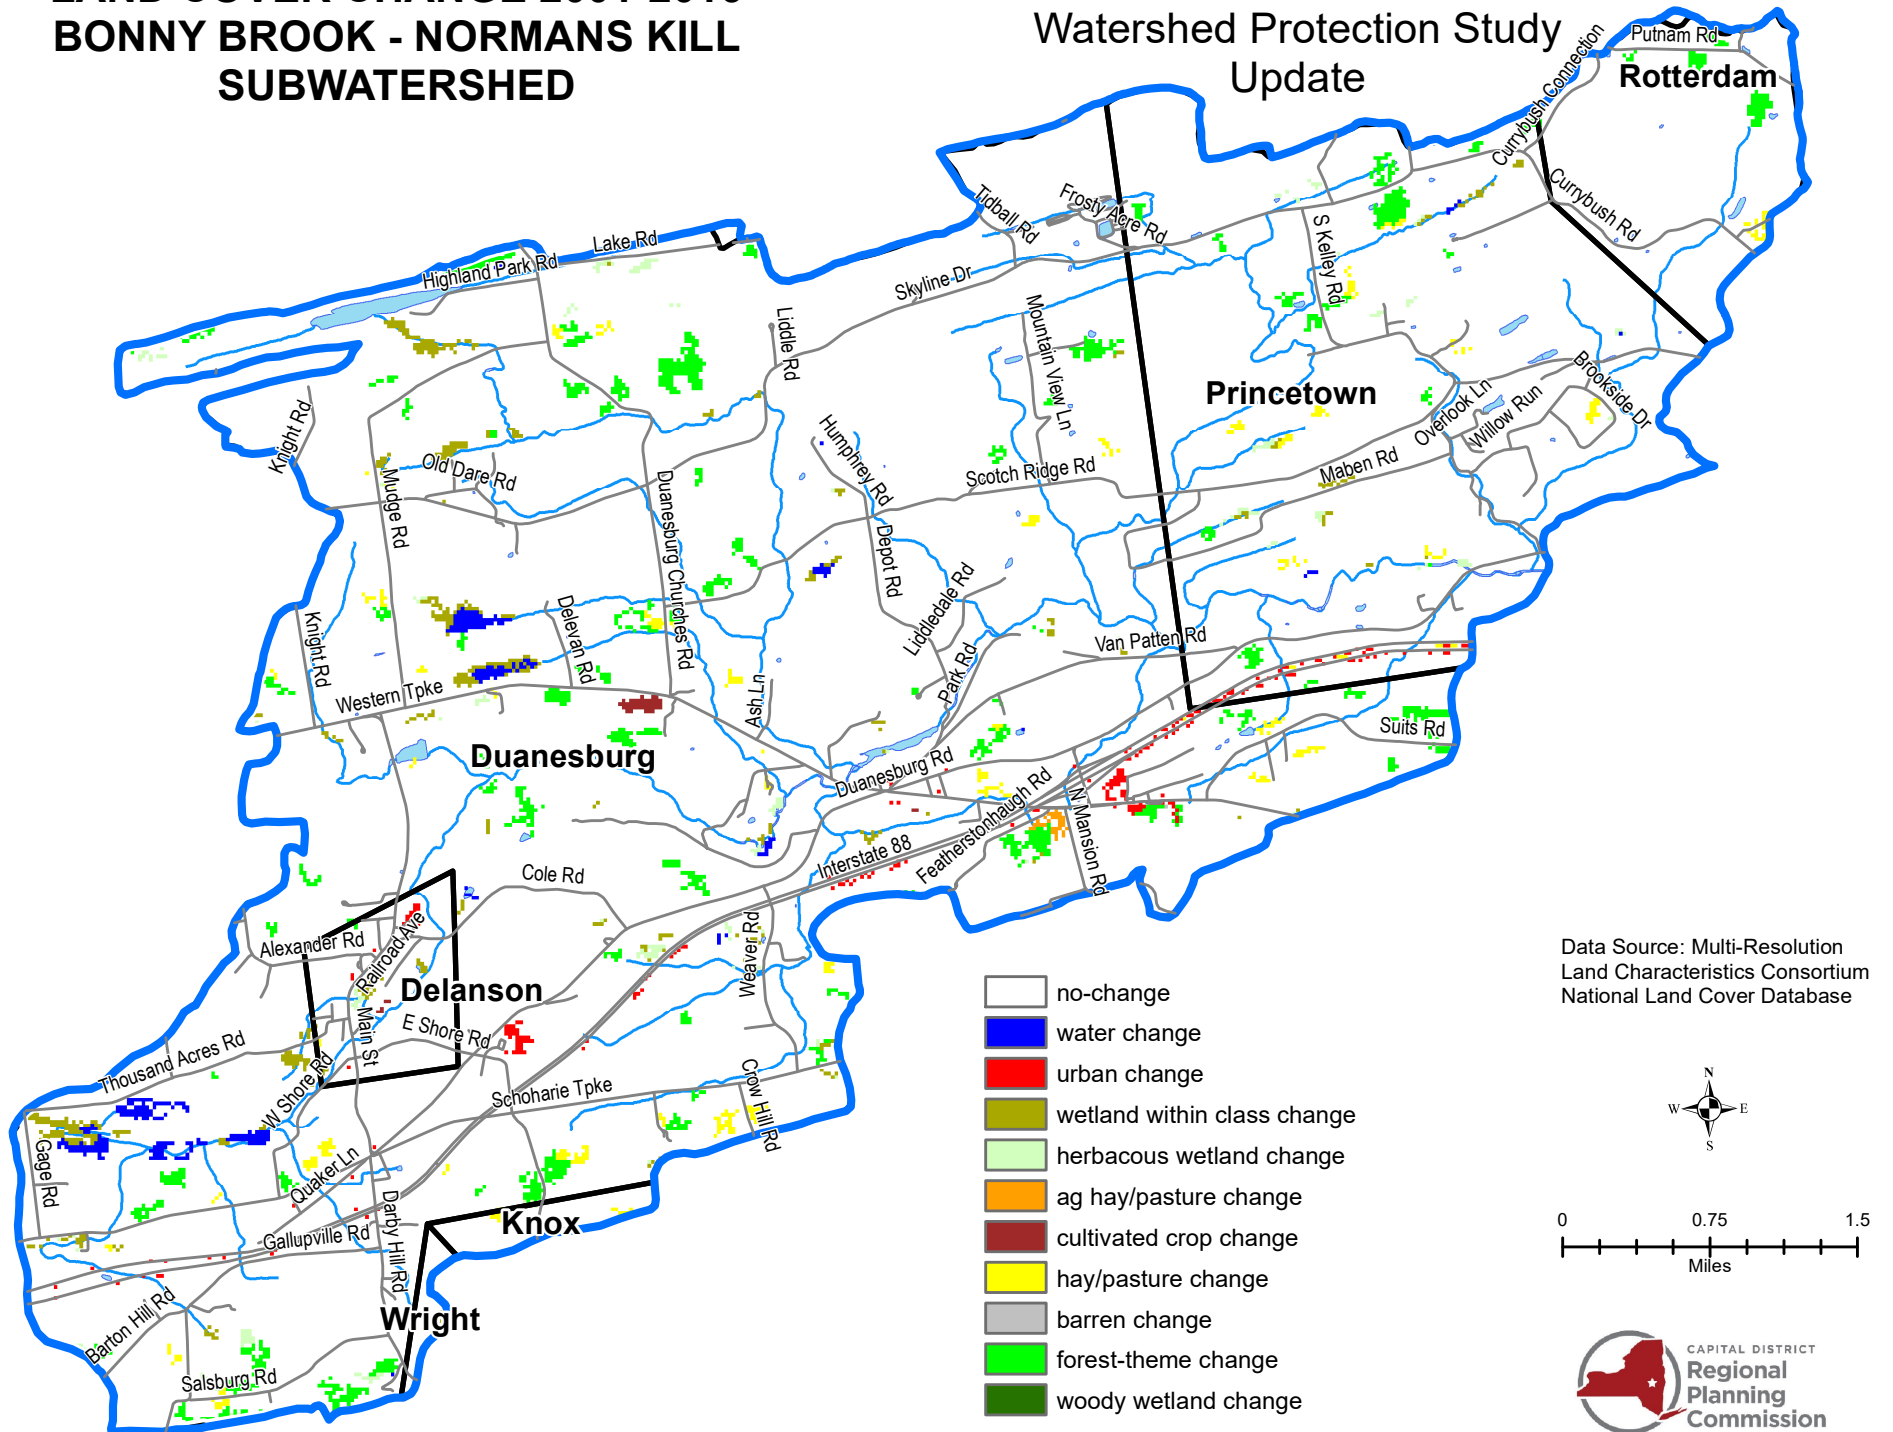 BONNY BROOK - NORMANS KILL
SUBWATERSHED
Watershed Protection Study
Update
Putnam Rd
Rotterdam
Currybush Connection
Currybush Rd
Tidball Rd
Frosty Acre Rd
S Kelley Rd
Lake Rd
Highland Park Rd
Skyline Dr
Liddle Rd
Mountain View Ln
Princetown
Brookside Dr
Overlook Ln
Willow Run
Maben Rd
Knight Rd
Old Dare Rd
Mudge Rd
Humphrey Rd
Scotch Ridge Rd
Duanesburg Churches Rd
Depot Rd
Liddledale Rd
Delevan Rd
Knight Rd
Van Patten Rd
Park Rd
Western Tpke
Ash Ln
Suits Rd
Duanesburg
Duanesburg Rd
Featherstonhaugh Rd
N Mansion Rd
Interstate 88
Cole Rd
Alexander Rd
Railroad Ave
Weaver Rd
Delanson
Main St
E Shore Rd
Thousand Acres Rd
W Shore Rd
Schoharie Tpke
Crow Hill Rd
Gage Rd
Quaker Ln
Knox
Darby Hill Rd
Gallupville Rd
Wright
Barton Hill Rd
Salsburg Rd
no-change
water change
urban change
wetland within class change
herbacous wetland change
ag hay/pasture change
cultivated crop change
hay/pasture change
barren change
forest-theme change
woody wetland change
Data Source: Multi-Resolution
Land Characteristics Consortium
National Land Cover Database
N
W E
S
0 0.75 1.5
Miles
CAPITAL DISTRICT
Regional
Planning
Commission